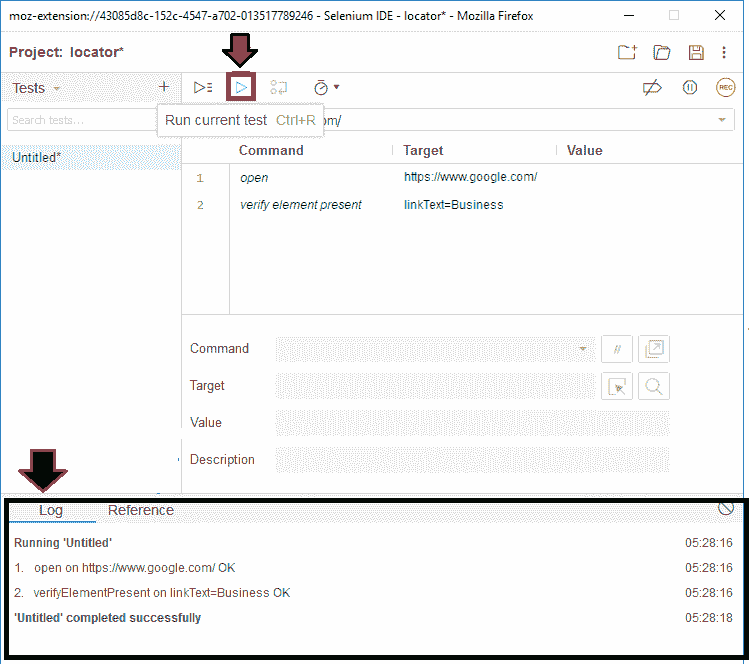 moz-extension://43085d8c-152c-4547-a702-013517789246 - Selenium IDE - locator* - Mozilla Firefox
Project: locator*
Tests
+
REC
Search tests...
Run current test Ctrl+R
om/
Untitled*
Command Target Value
1 open https://www.google.com/
2 verify element present linkText=Business
Command
//
Target
Value
Description
Log Reference
Running 'Untitled' 05:28:16
1. open on https://www.google.com/ OK 05:28:16
2. verifyElementPresent on linkText=Business OK 05:28:16
'Untitled' completed successfully 05:28:18